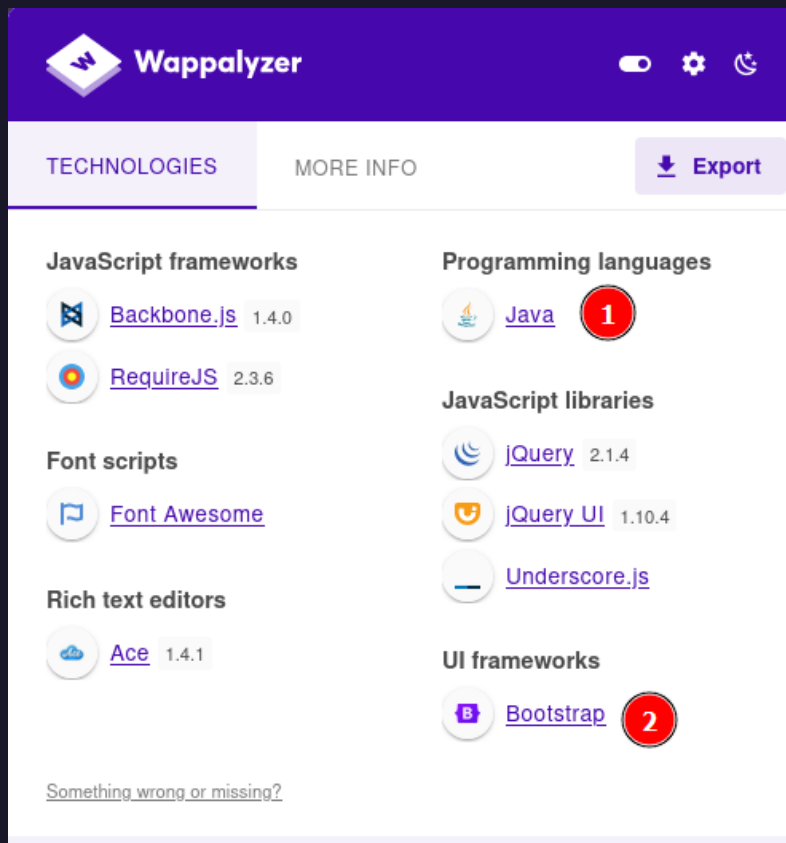 Wappalyzer
TECHNOLOGIES
MORE INFO
Export
JavaScript frameworks
Backbone.js 1.4.0
RequireJS 2.3.6
Font scripts
Font Awesome
Rich text editors
Ace 1.4.1
Programming languages
Java 1
JavaScript libraries
jQuery 2.1.4
jQuery UI 1.10.4
Underscore.js
UI frameworks
B Bootstrap 2
Something wrong or missing?